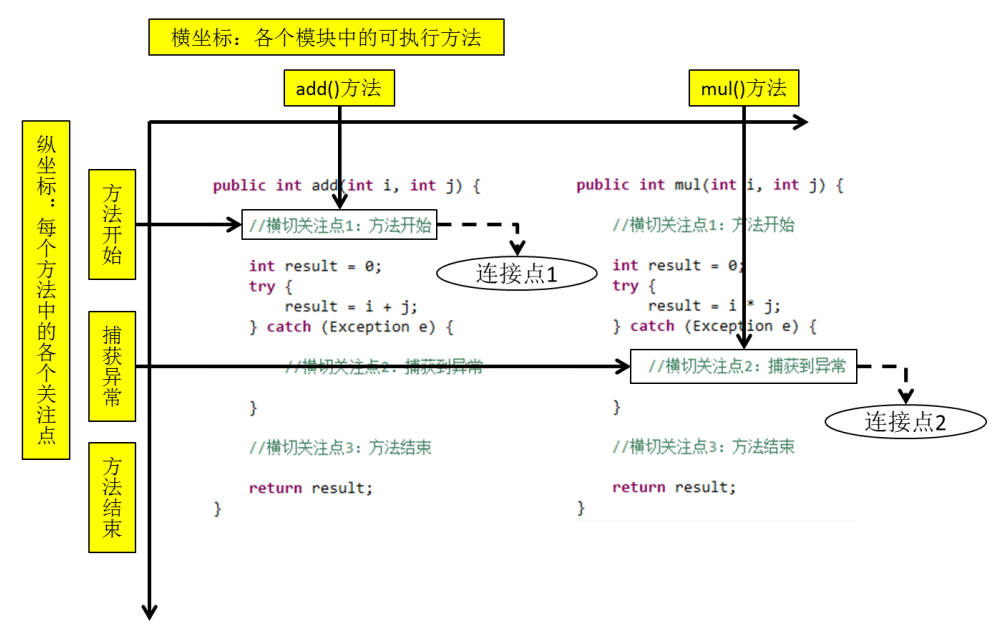 横坐标：各个模块中的可执行方法
add()方法
mul()方法
纵坐标：每个方法中的各个关注点
方法开始
捕获异常
方法结束
public int add(int i, int j) {
//横切关注点1：方法开始
连接点1
int result = 0;
try {
result = i + j;
} catch (Exception e) {
//横切关注点2：捕获到异常
}
//横切关注点3：方法结束
return result;
}
public int mul(int i, int j) {
//横切关注点1：方法开始
int result = 0;
try {
result = i * j;
} catch (Exception e) {
//横切关注点2：捕获到异常
连接点2
}
//横切关注点3：方法结束
return result;
}